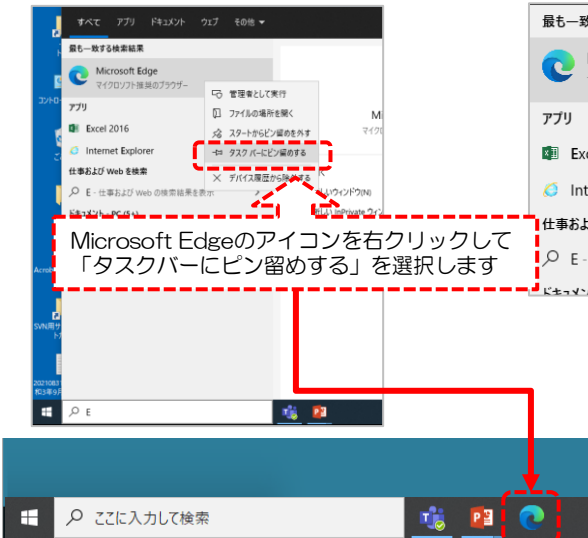 すべて アプリ ドキュメント ウェブ その他
最も一致する検索結果
Microsoft Edge
マイクロソフト推奨のブラウザー
アプリ
Excel 2016
Internet Explorer
仕事および Web を検索
E - 仕事および Web の検索結果を表示
管理者として実行
ファイルの場所を開く
スタートからピン留めを外す
タスク バーにピン留めする
デバイス履歴から除外する
Microsoft Edgeのアイコンを右クリックして
「タスクバーにピン留めする」を選択します
E
最も一致
アプリ
Exc
Int
仕事およ
E -
ここに入力して検索